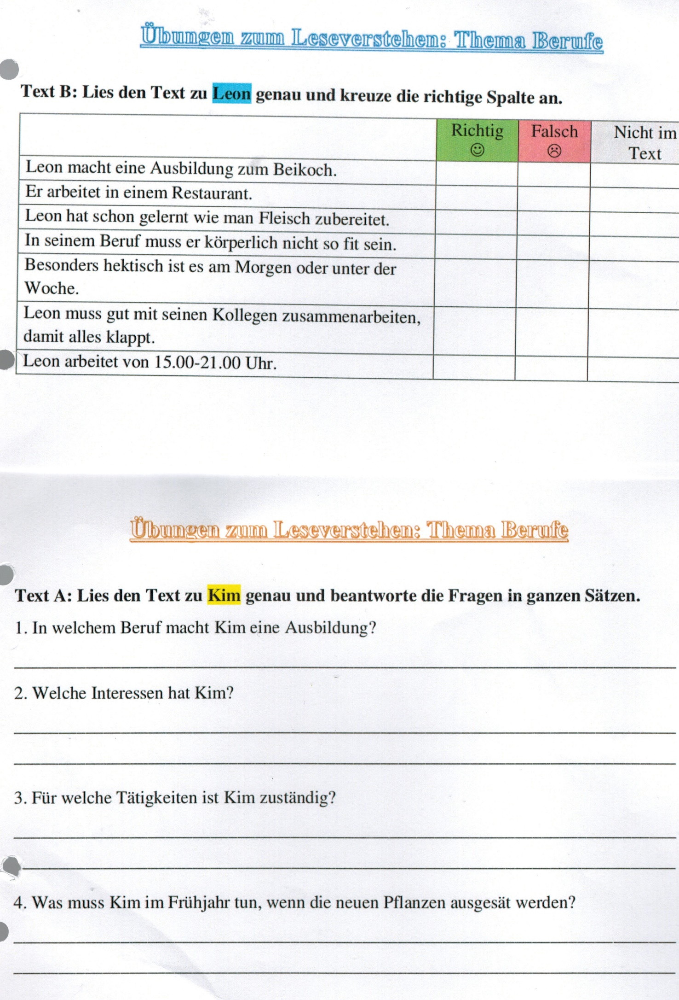 Übungen zum Leseverstehen: Thema Berufe
Text B: Lies den Text zu Leon genau und kreuze die richtige Spalte an.
Richtig ☺ Falsch ☹ Nicht im Text
Leon macht eine Ausbildung zum Beikoch.
Er arbeitet in einem Restaurant.
Leon hat schon gelernt wie man Fleisch zubereitet.
In seinem Beruf muss er körperlich nicht so fit sein.
Besonders hektisch ist es am Morgen oder unter der
Woche.
Leon muss gut mit seinen Kollegen zusammenarbeiten,
damit alles klappt.
Leon arbeitet von 15.00-21.00 Uhr.
Übungen zum Leseverstehen: Thema Berufe
Text A: Lies den Text zu Kim genau und beantworte die Fragen in ganzen Sätzen.
1. In welchem Beruf macht Kim eine Ausbildung?
2. Welche Interessen hat Kim?
3. Für welche Tätigkeiten ist Kim zuständig?
4. Was muss Kim im Frühjahr tun, wenn die neuen Pflanzen ausgesät werden?